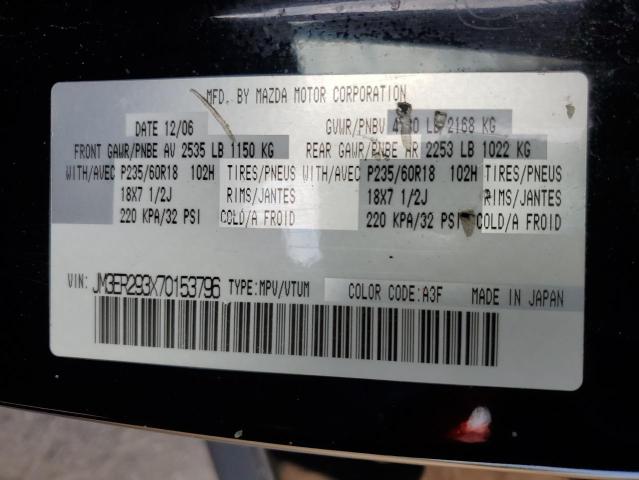 MFD. BY MAZDA MOTOR CORPORATION
DATE 12/06 GVWR/PNBV LB 2168 KG
FRONT GAWR/PNBE AV 2535 LB 1150 KG REAR GAWR/PNBE AR 2253 LB 1022 KG
WITH/AVEC P235/60R18 102H TIRES/PNEUS WITH/AVEC P235/60R18 102H TIRES/PNEUS
18X7 1/2J RIMS/JANTES 18X7 1/2J RIMS/JANTES
220 KPA/32 PSI COLD/A FROID 220 KPA/32 PSI COLD/A FROID
VIN: JM3ER293X70153796 TYPE:MPV/VTUM COLOR CODE:A3F MADE IN JAPAN